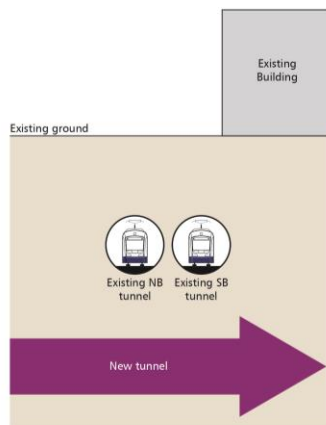 Existing
Building
Existing ground
Existing NB
tunnel
Existing SB
tunnel
New tunnel